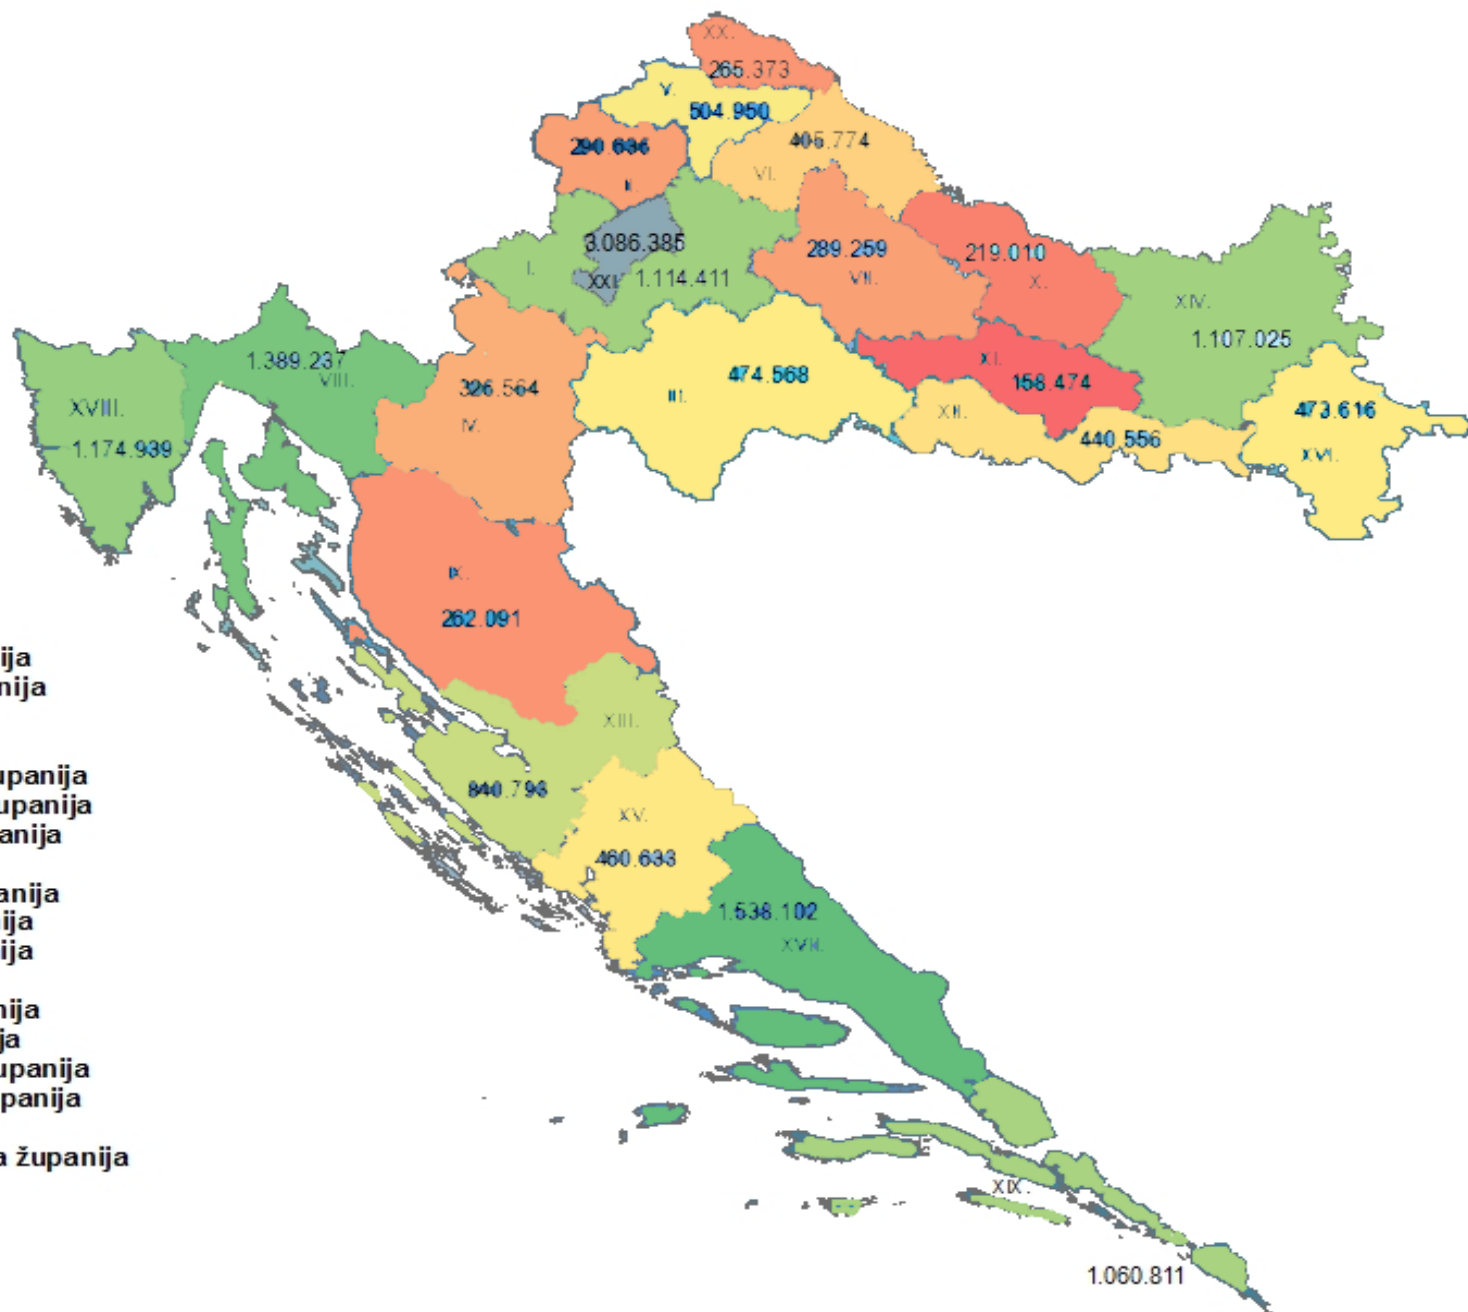 XX.
265.373
V.
504.950
290.686
II.
405.774
VI.
3.086.385
XXI.
I.
1.114.411
289.259
VII.
219.010
X.
XIV.
1.107.025
1.389.237
VIII.
XVIII.
1.174.939
326.564
IV.
474.568
III.
XI.
158.474
XII.
440.556
473.616
XVI.
IX.
262.091
XIII.
840.793
XV.
460.633
1.538.102
XVII.
XIX.
1.060.811
ija
nija
upanija
upanija
anija
anija
ija
ija
nija
ja
upanija
panija
a županija